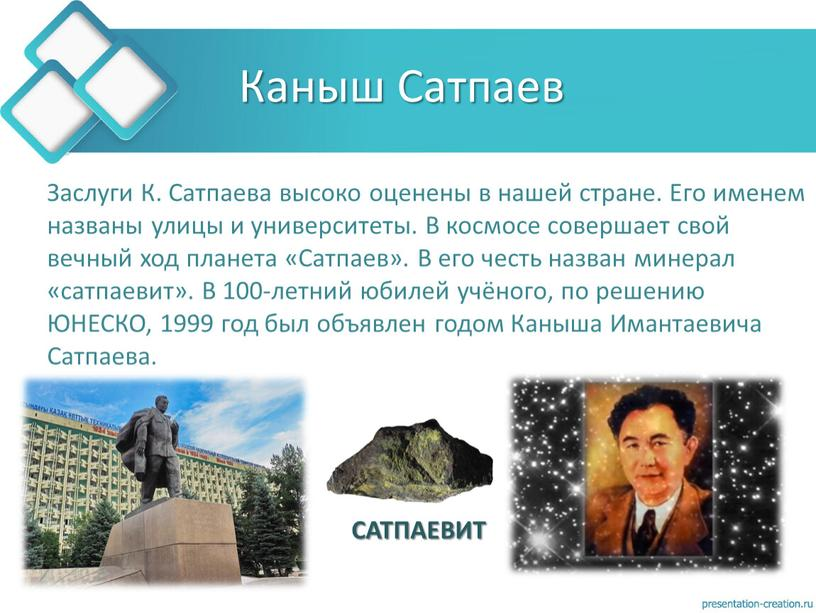 Каныш Сатпаев
Заслуги К. Сатпаева высоко оценены в нашей стране. Его именем
названы улицы и университеты. В космосе совершает свой
вечный ход планета «Сатпаев». В его честь назван минерал
«сатпаевит». В 100-летний юбилей учёного, по решению
ЮНЕСКО, 1999 год был объявлен годом Каныша Имантаевича
Сатпаева.
САТПАЕВИТ
presentation-creation.ru